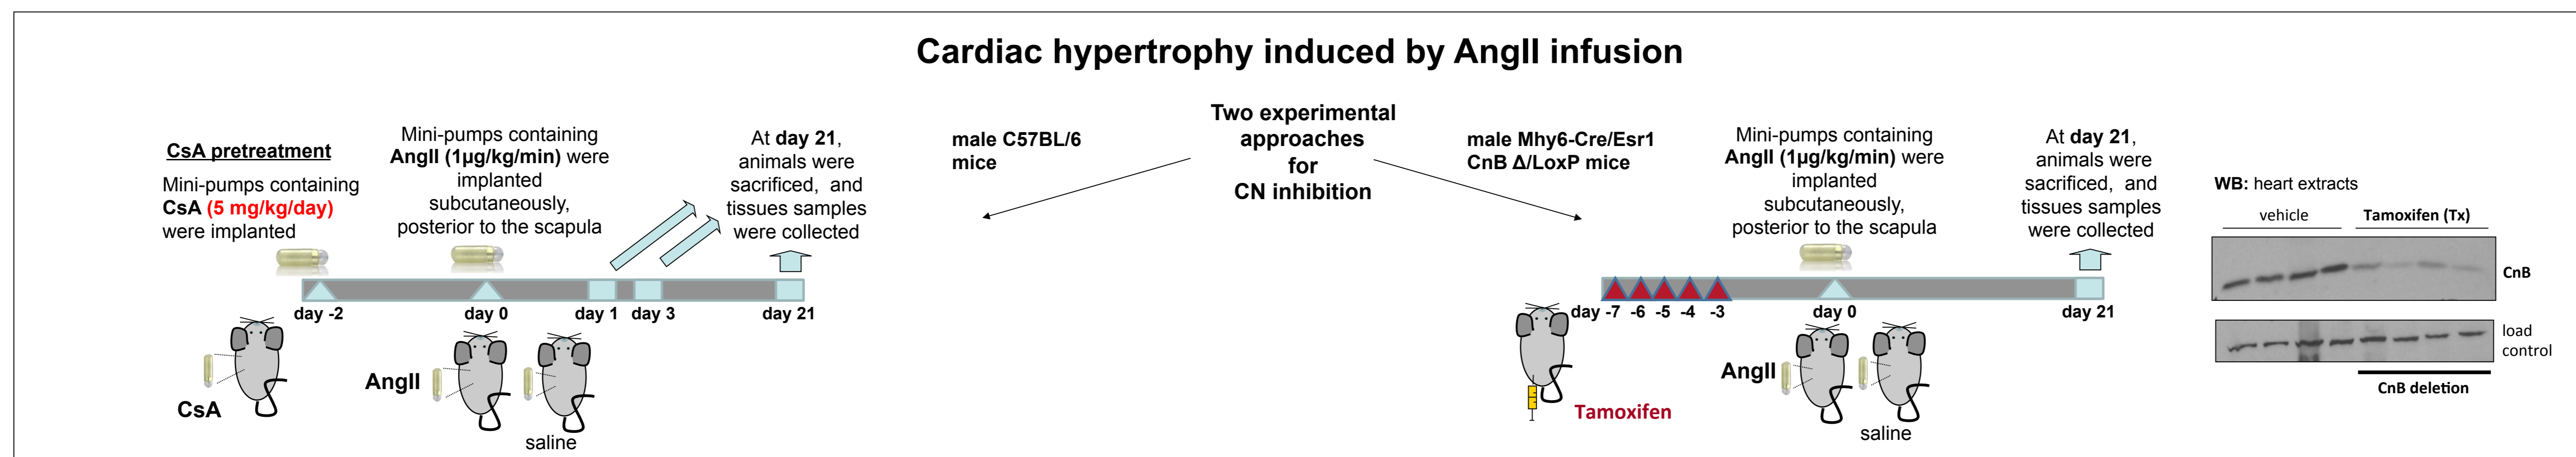 Cardiac hypertrophy induced by AngII infusion
CsA pretreatment
Mini-pumps containing
CsA (5 mg/kg/day)
were implanted
Mini-pumps containing
AngII (1µg/kg/min) were
implanted
subcutaneously,
posterior to the scapula
At day 21,
animals were
sacrificed, and
tissues samples
were collected
day -2
day 0
day 1
day 3
day 21
CsA
AngII
saline
male C57BL/6
mice
Two experimental
approaches
for
CN inhibition
male Mhy6-Cre/Esr1
CnB Δ/LoxP mice
Mini-pumps containing
AngII (1µg/kg/min) were
implanted
subcutaneously,
posterior to the scapula
At day 21,
animals were
sacrificed, and
tissues samples
were collected
day -7 -6 -5 -4 -3
day 0
day 21
Tamoxifen
AngII
saline
WB: heart extracts
vehicle
Tamoxifen (Tx)
CnB
load
control
CnB deletion